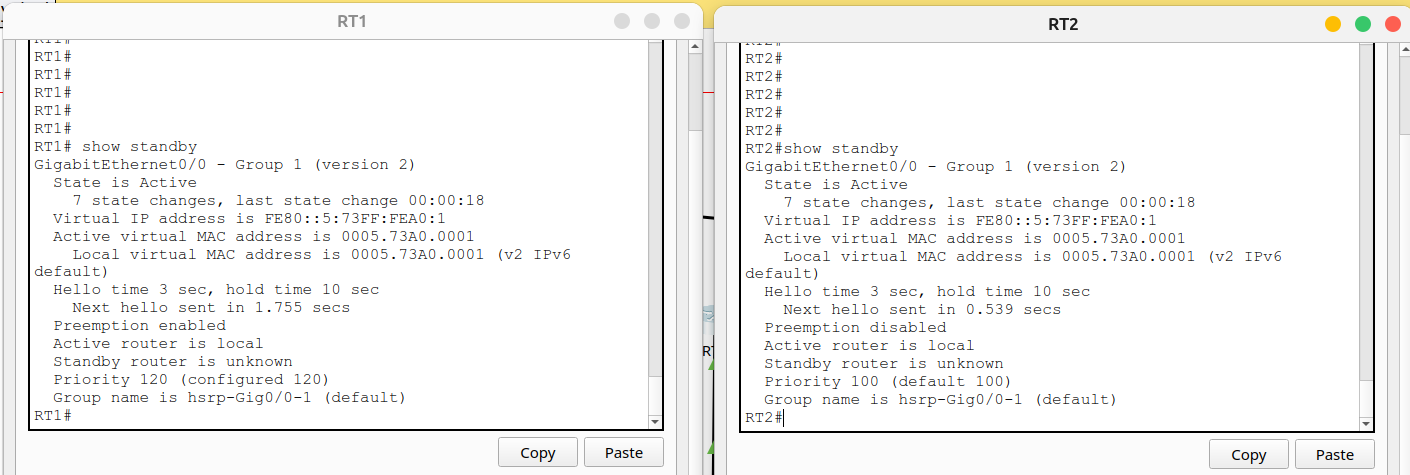 RT1
RT1#
RT1#
RT1#
RT1#
RT1#
RT1#
RT1# show standby
GigabitEthernet0/0 - Group 1 (version 2)
  State is Active
    7 state changes, last state change 00:00:18
  Virtual IP address is FE80::5:73FF:FEA0:1
  Active virtual MAC address is 0005.73A0.0001
    Local virtual MAC address is 0005.73A0.0001 (v2 IPv6
default)
  Hello time 3 sec, hold time 10 sec
    Next hello sent in 1.755 secs
  Preemption enabled
  Active router is local
  Standby router is unknown
  Priority 120 (configured 120)
  Group name is hsrp-Gig0/0-1 (default)
RT1#
Copy
Paste
RT2
RT2#
RT2#
RT2#
RT2#
RT2#
RT2#
RT2#show standby
GigabitEthernet0/0 - Group 1 (version 2)
  State is Active
    7 state changes, last state change 00:00:18
  Virtual IP address is FE80::5:73FF:FEA0:1
  Active virtual MAC address is 0005.73A0.0001
    Local virtual MAC address is 0005.73A0.0001 (v2 IPv6
default)
  Hello time 3 sec, hold time 10 sec
    Next hello sent in 0.539 secs
  Preemption disabled
  Active router is local
  Standby router is unknown
  Priority 100 (default 100)
  Group name is hsrp-Gig0/0-1 (default)
RT2#
Copy
Paste